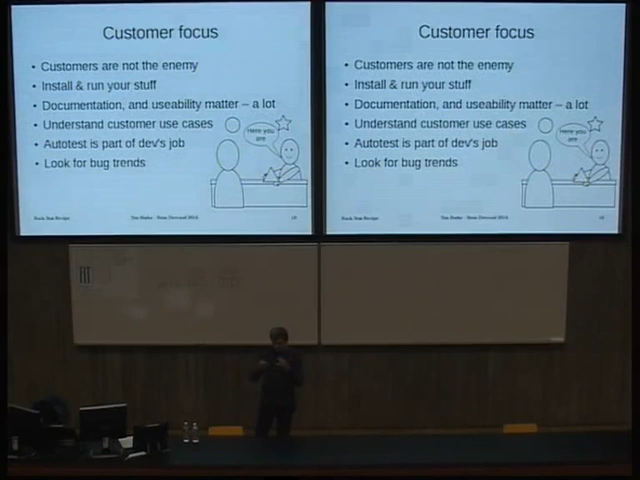 Customer focus
• Customers are not the enemy
• Install & run your stuff
• Documentation, and useability matter – a lot
• Understand customer use cases
• Autotest is part of dev's job
• Look for bug trends
Here you
are
Customer focus
• Customers are not the enemy
• Install & run your stuff
• Documentation, and useability matter – a lot
• Understand customer use cases
• Autotest is part of dev's job
• Look for bug trends
Here you
are